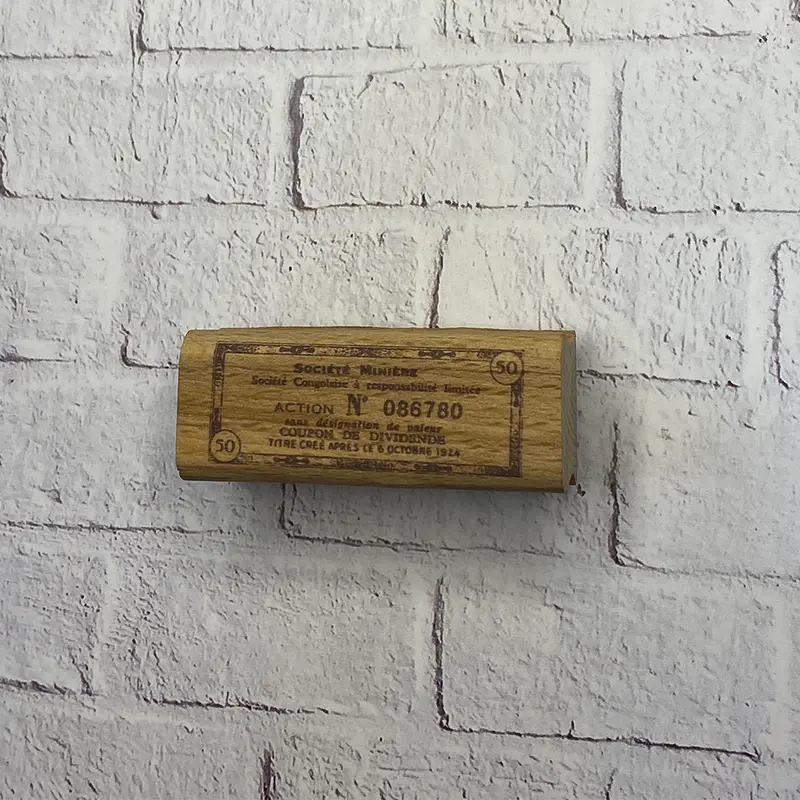 50
SOCIÉTÉ MINIÈRE
Société Congolaise à responsabilité limitée
ACTION N° 086780
sans désignation de valeur
COUPON DE DIVIDENDE
TITRE CRÉÉ APRÈS LE 6 OCTOBRE 1924
50